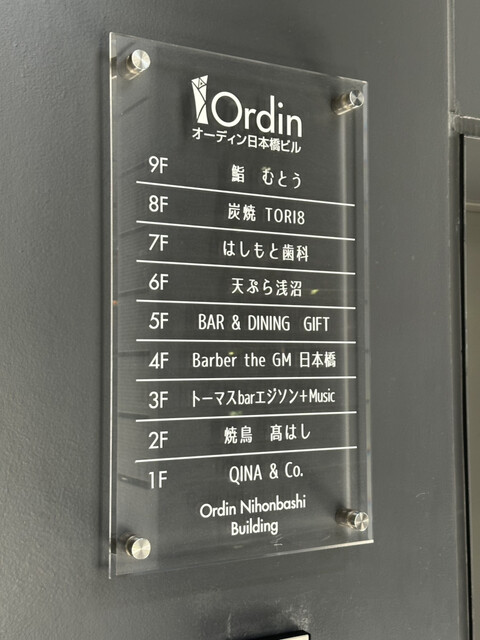 Ordin
オーディン日本橋ビル
9F 鮨 むとう
8F 炭焼 TORI8
7F はしもと歯科
6F 天ぷら浅沼
5F BAR & DINING GIFT
4F Barber the GM 日本橋
3F トーマスbarエジソン+Music
2F 焼鳥 髙はし
1F QINA & Co.
Ordin Nihonbashi
Building